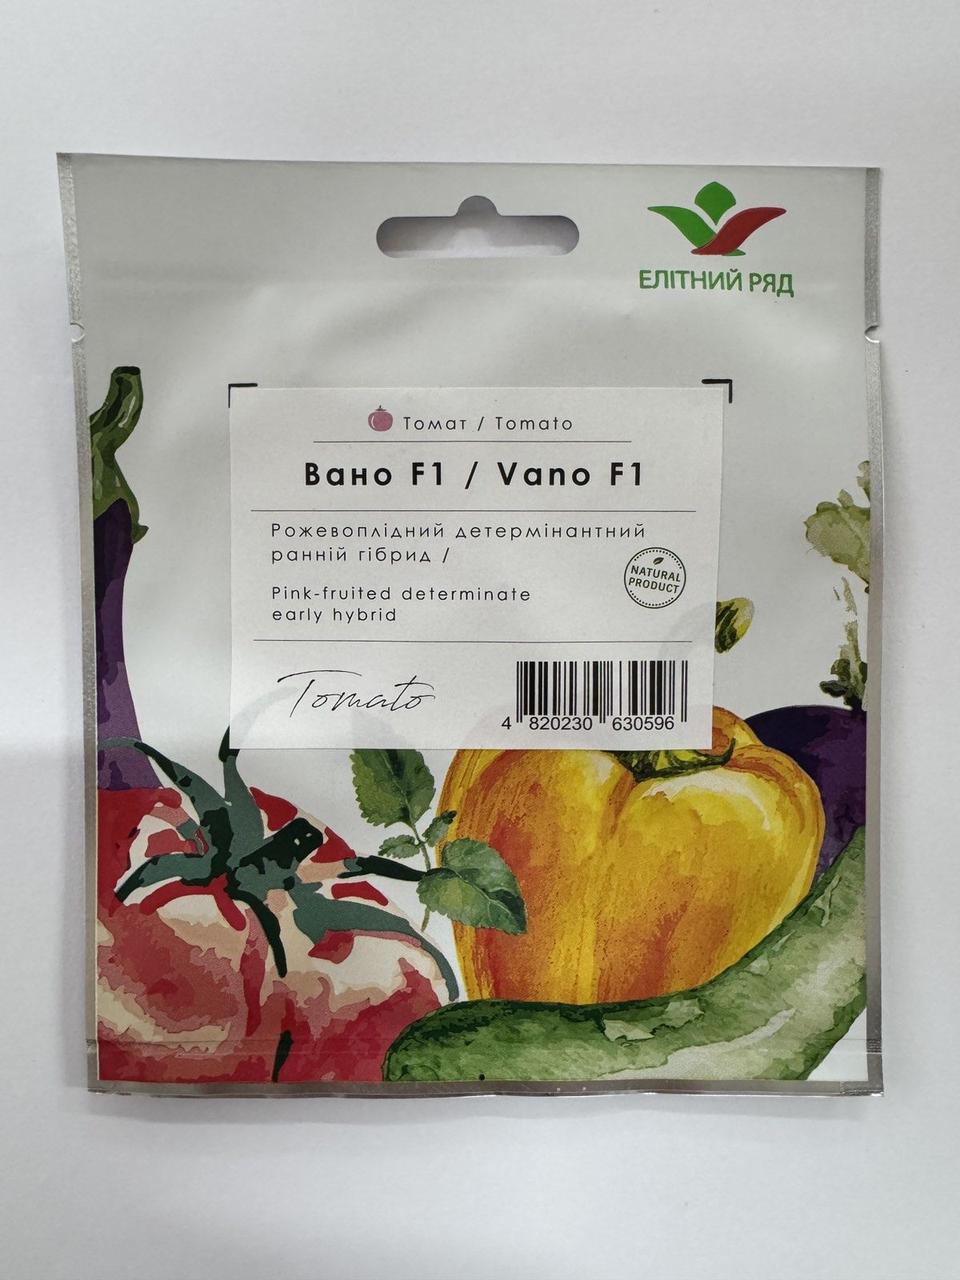 ЕЛІТНИЙ РЯД
Томат / Tomato
Вано F1 / Vano F1
Рожевоплідний детермінантний
ранній гібрид /
Pink-fruited determinate
early hybrid
NATURAL
PRODUCT
Tomato
4 820230 630596